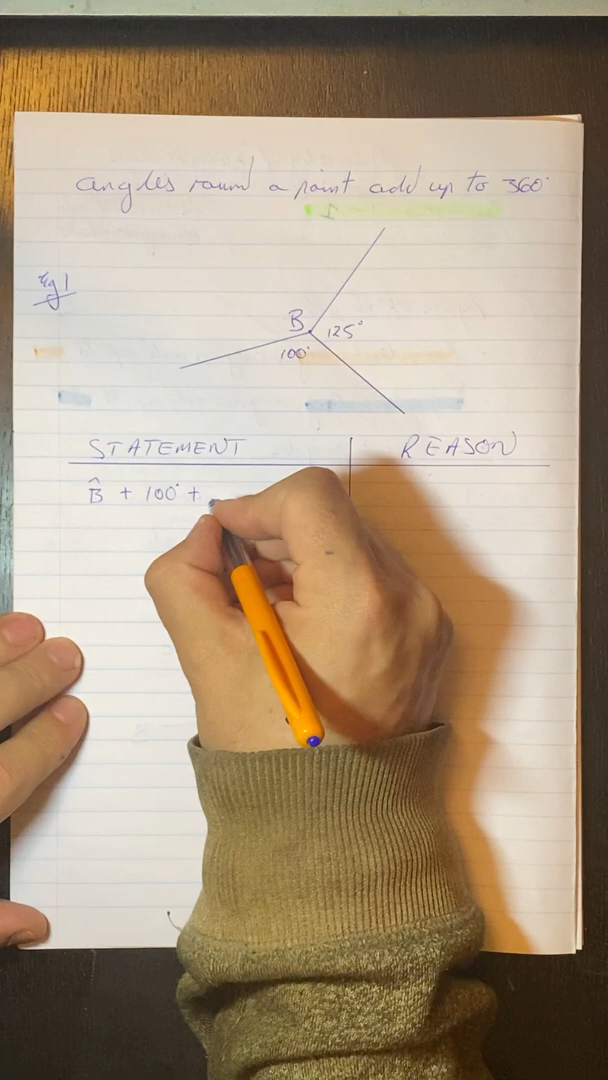 angles round a point add up to 360°
Eg 1
B 125°
100°
STATEMENT REASON
B̂ + 100° +